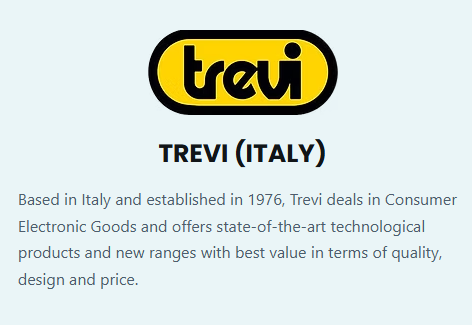 trevi
TREVI (ITALY)
Based in Italy and established in 1976, Trevi deals in Consumer
Electronic Goods and offers state-of-the-art technological
products and new ranges with best value in terms of quality,
design and price.